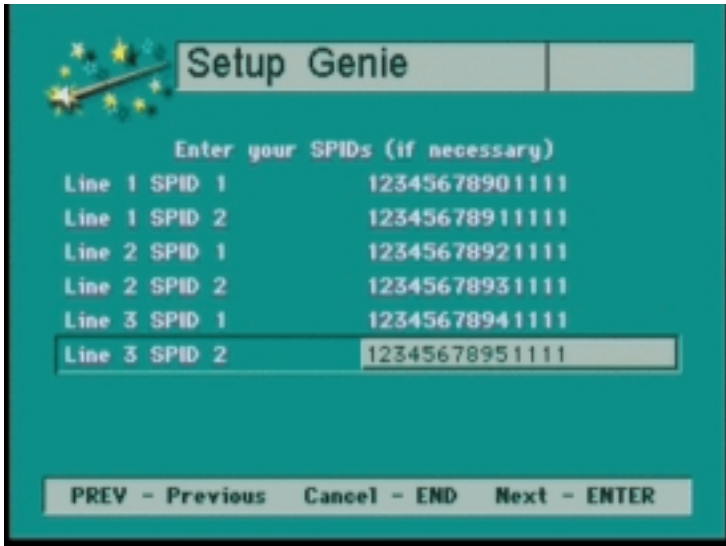 Setup Genie
Enter your SPIDs (if necessary)
Line 1 SPID 1 12345678901111
Line 1 SPID 2 12345678911111
Line 2 SPID 1 12345678921111
Line 2 SPID 2 12345678931111
Line 3 SPID 1 12345678941111
Line 3 SPID 2 12345678951111
PREV - Previous Cancel - END Next - ENTER